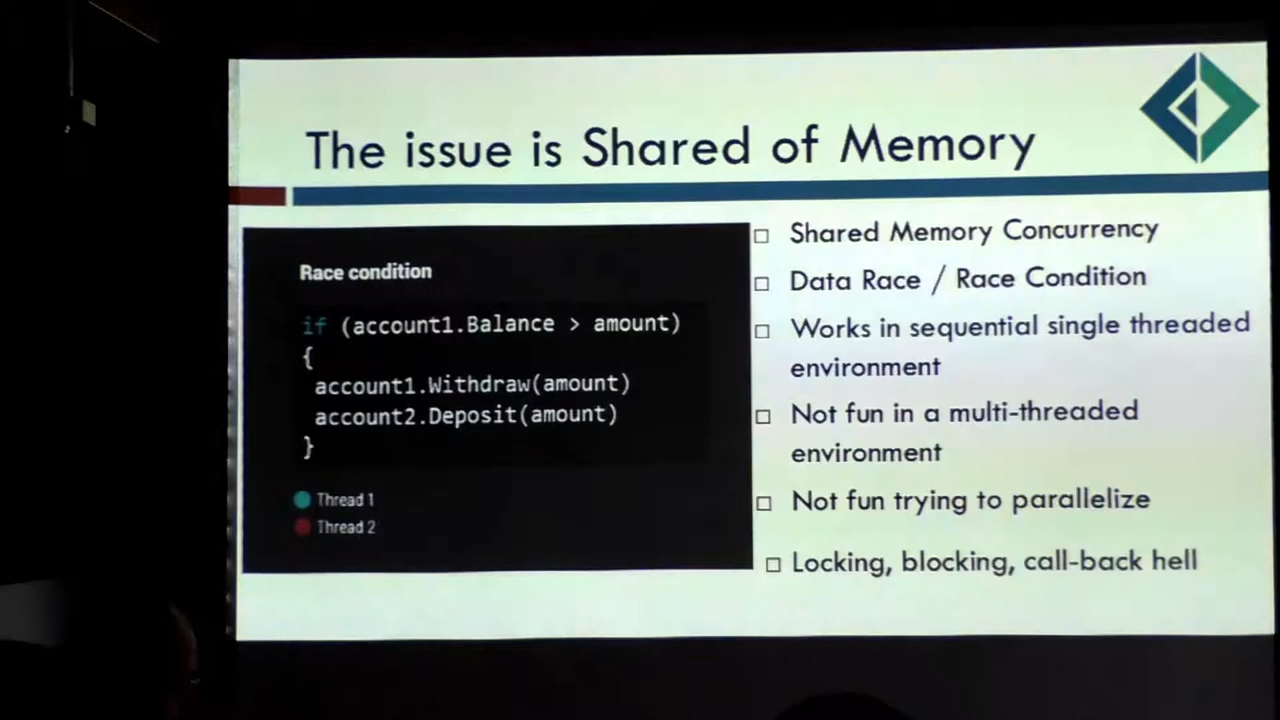 The issue is Shared of Memory
Race condition
if (account1.Balance > amount)
{
account1.Withdraw(amount)
account2.Deposit(amount)
}
Thread 1
Thread 2
Shared Memory Concurrency
Data Race / Race Condition
Works in sequential single threaded
environment
Not fun in a multi-threaded
environment
Not fun trying to parallelize
Locking, blocking, call-back hell